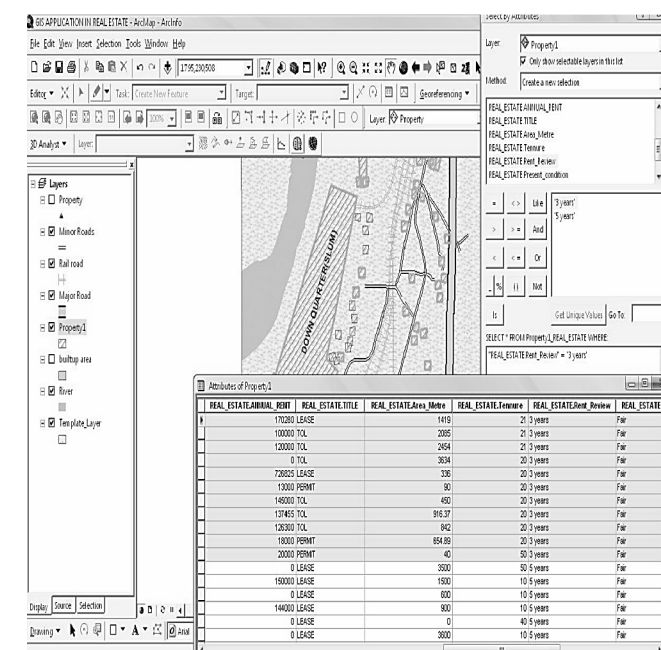 GIS APPLICATION IN REAL ESTATE - ArcMap - ArcInfo
File Edit View Insert Selection Tools Window Help
1:795,230,508
Editor Task: Create New Feature Target: Georeferencing
100% Layer: Property
3D Analyst Layer:
Layers
Property
Minor Roads
Rail road
Major Road
Property1
builtup area
River
Template_Layer
DOWN QUARTER(SLUM)
Display Source Selection
Drawing A Arial
Select by Attributes
Layer: Property1
Only show selectable layers in this list
Method: Create a new selection
REAL_ESTATE.ANNUAL_RENT
REAL_ESTATE.TITLE
REAL_ESTATE.Area_Metre
REAL_ESTATE.Tennure
REAL_ESTATE.Rent_Review
REAL_ESTATE.Present_condition
= < > Like '3 years'
'5 years'
> > = And
< < = Or
_ % () Not
Is Get Unique Values Go To:
SELECT * FROM Property1_REAL_ESTATE WHERE:
"REAL_ESTATE.Rent_Review" = '3 years'
Attributes of Property1
REAL_ESTATE.ANNUAL_RENT REAL_ESTATE.TITLE REAL_ESTATE.Area_Metre REAL_ESTATE.Tennure REAL_ESTATE.Rent_Review REAL_ESTATE
170280 LEASE 1419 21 3 years Fair
100000 TOL 2085 21 3 years Fair
120000 TOL 2454 21 3 years Fair
0 TOL 3634 20 3 years Fair
726825 LEASE 336 20 3 years Fair
13000 PERMIT 90 20 3 years Fair
145000 TOL 450 20 3 years Fair
137455 TOL 916.37 20 3 years Fair
126300 TOL 842 20 3 years Fair
18000 PERMIT 654.89 20 3 years Fair
20000 PERMIT 40 50 3 years Fair
0 LEASE 3500 50 5 years Fair
150000 LEASE 1500 10 5 years Fair
0 LEASE 600 10 5 years Fair
144000 LEASE 900 10 5 years Fair
0 LEASE 0 40 5 years Fair
0 LEASE 3600 10 5 years Fair